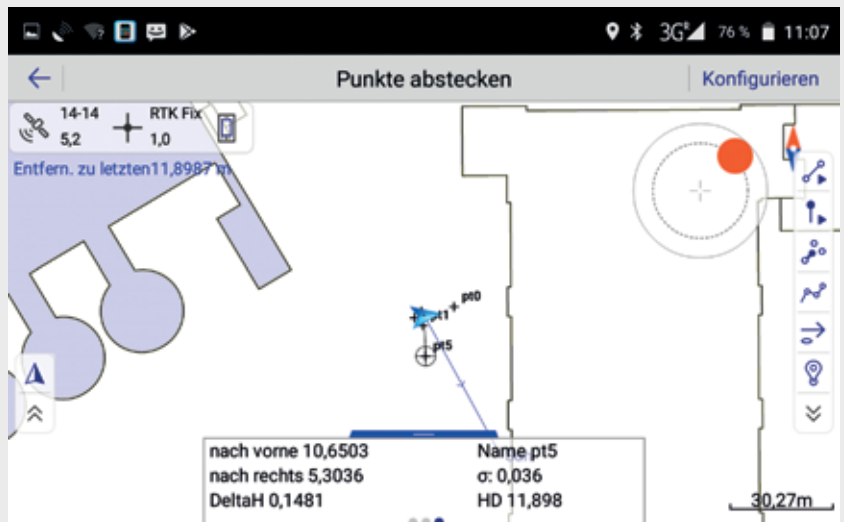 3G 76 % 11:07
Punkte abstecken
Konfigurieren
14-14
5,2
RTK Fix
1,0
Entfern. zu letzten11,8987 m
pt0
pt1
pt5
nach vorne 10,6503
nach rechts 5,3036
DeltaH 0,1481
Name pt5
σ: 0,036
HD 11,898
30,27m